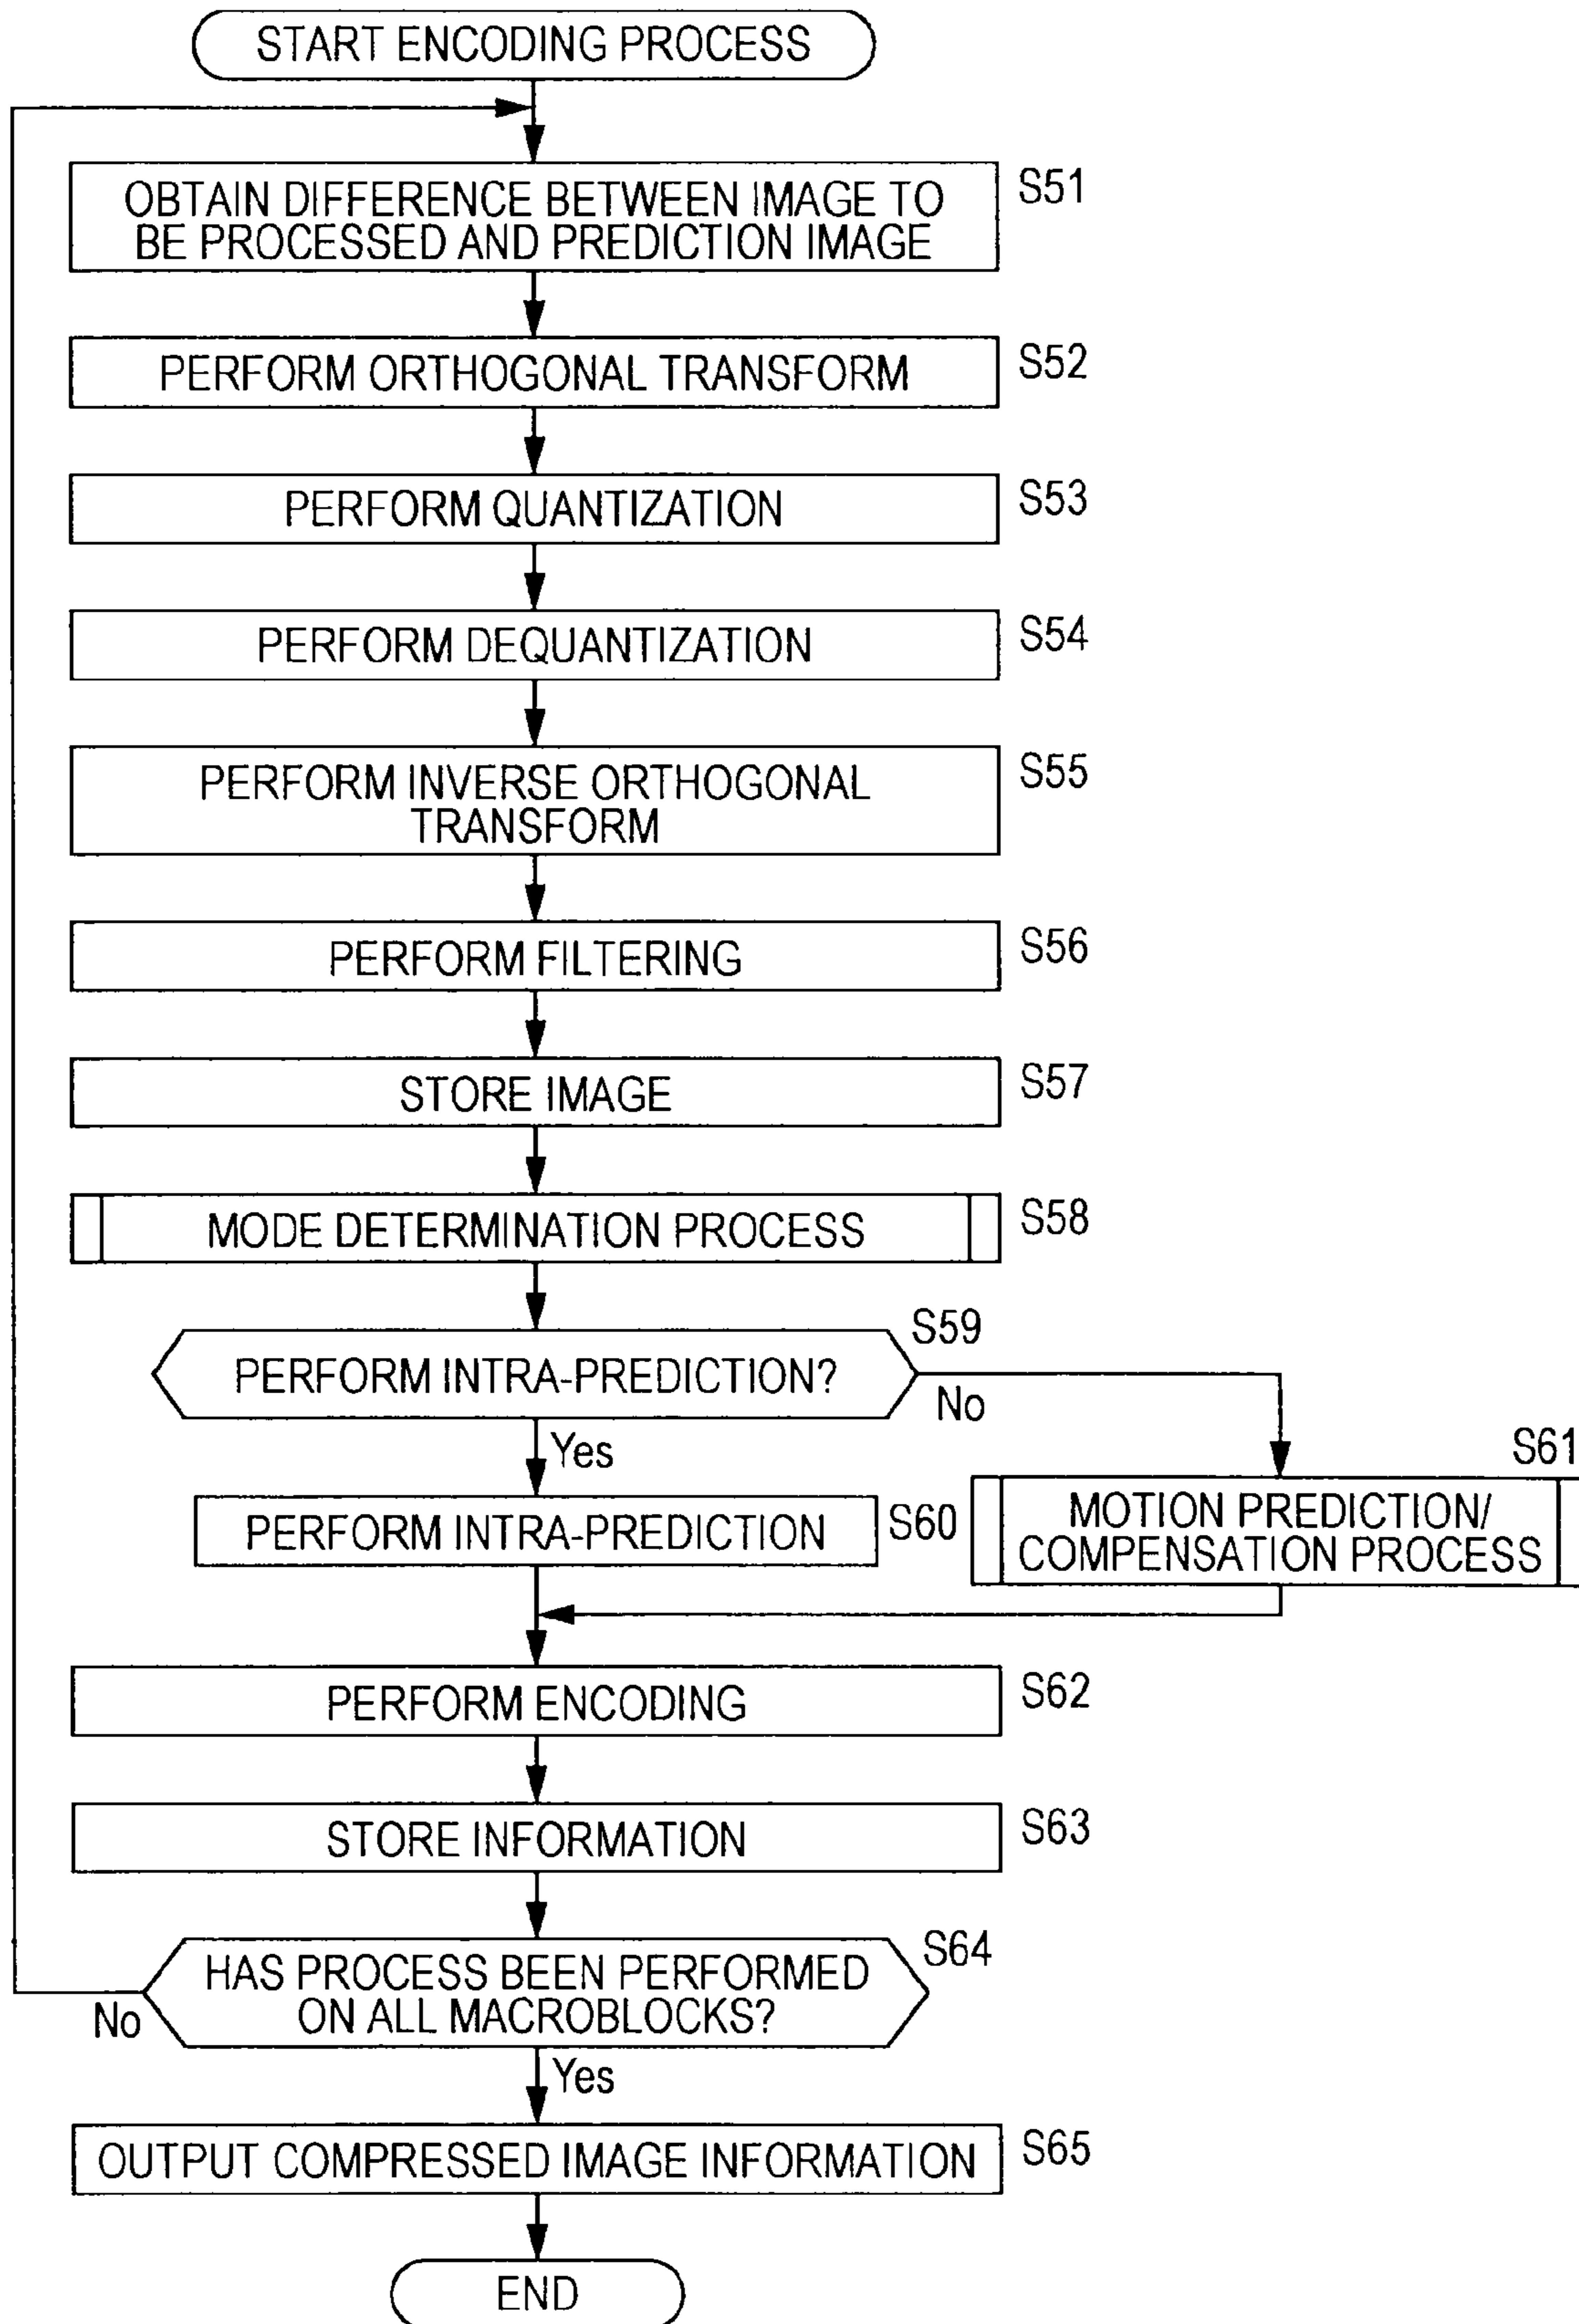 START ENCODING PROCESS
OBTAIN DIFFERENCE BETWEEN IMAGE TO
BE PROCESSED AND PREDICTION IMAGE
S51
PERFORM ORTHOGONAL TRANSFORM
S52
PERFORM QUANTIZATION
S53
PERFORM DEQUANTIZATION
S54
PERFORM INVERSE ORTHOGONAL
TRANSFORM
S55
PERFORM FILTERING
S56
STORE IMAGE
S57
MODE DETERMINATION PROCESS
S58
PERFORM INTRA-PREDICTION?
S59
No
Yes
PERFORM INTRA-PREDICTION
S60
S61
MOTION PREDICTION/
COMPENSATION PROCESS
PERFORM ENCODING
S62
STORE INFORMATION
S63
HAS PROCESS BEEN PERFORMED
ON ALL MACROBLOCKS?
S64
No
Yes
OUTPUT COMPRESSED IMAGE INFORMATION
S65
END